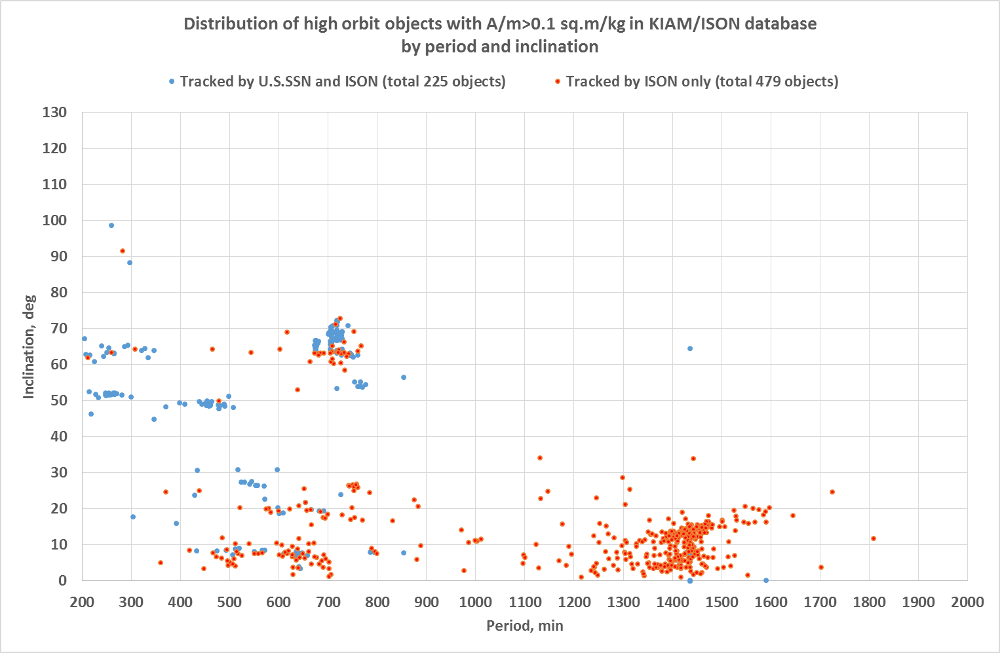 Distribution of high orbit objects with A/m>0.1 sq.m/kg in KIAM/ISON database
by period and inclination
Tracked by U.S.SSN and ISON (total 225 objects) Tracked by ISON only (total 479 objects)
Inclination, deg
130
120
110
100
90
80
70
60
50
40
30
20
10
0
200 300 400 500 600 700 800 900 1000 1100 1200 1300 1400 1500 1600 1700 1800 1900 2000
Period, min